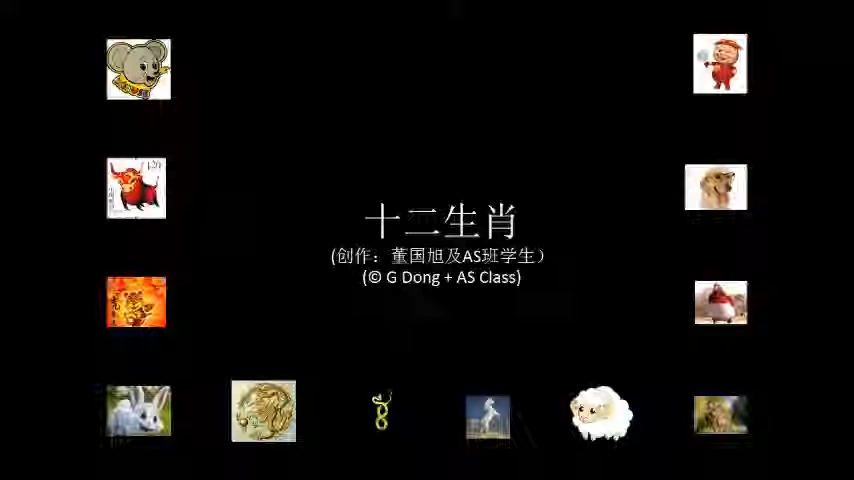 十二生肖
(创作：董国旭及AS班学生）
(© G Dong + AS Class)